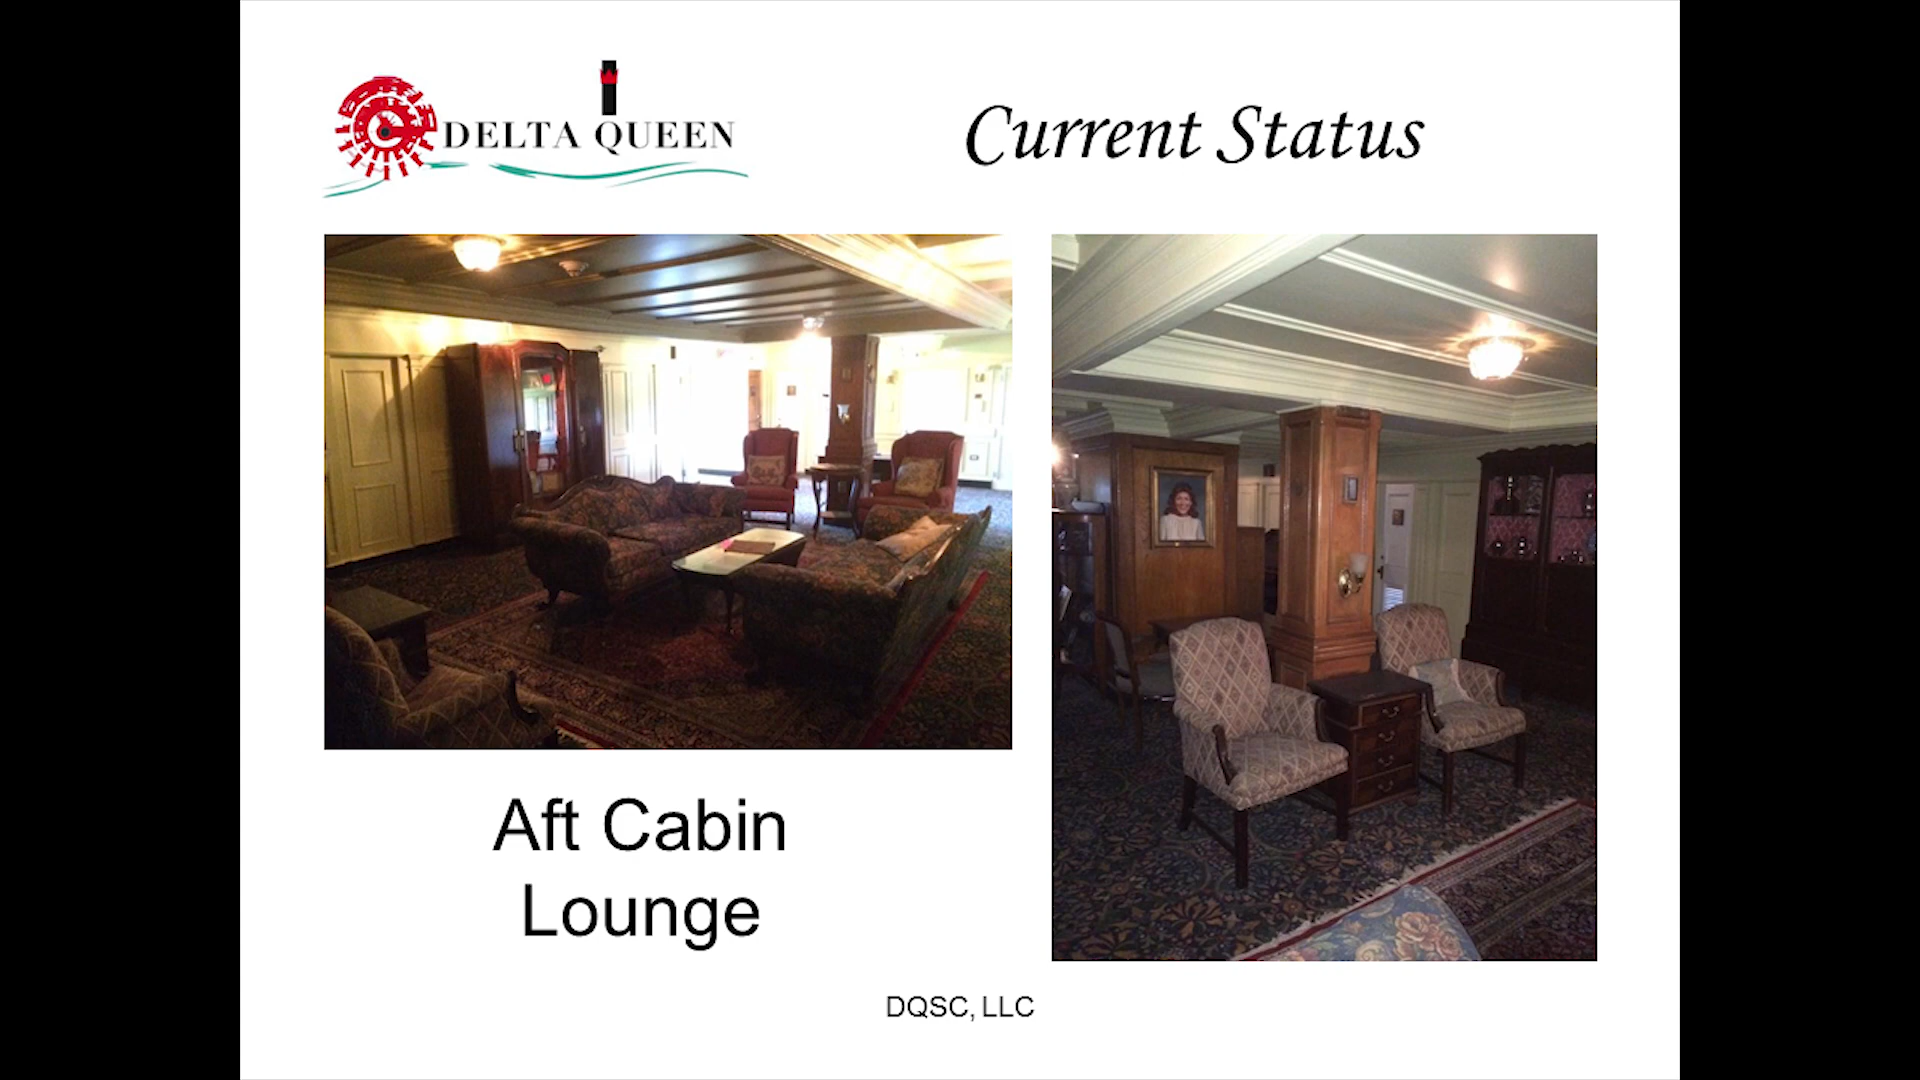 DELTA QUEEN
Current Status
Aft Cabin
Lounge
DQSC, LLC